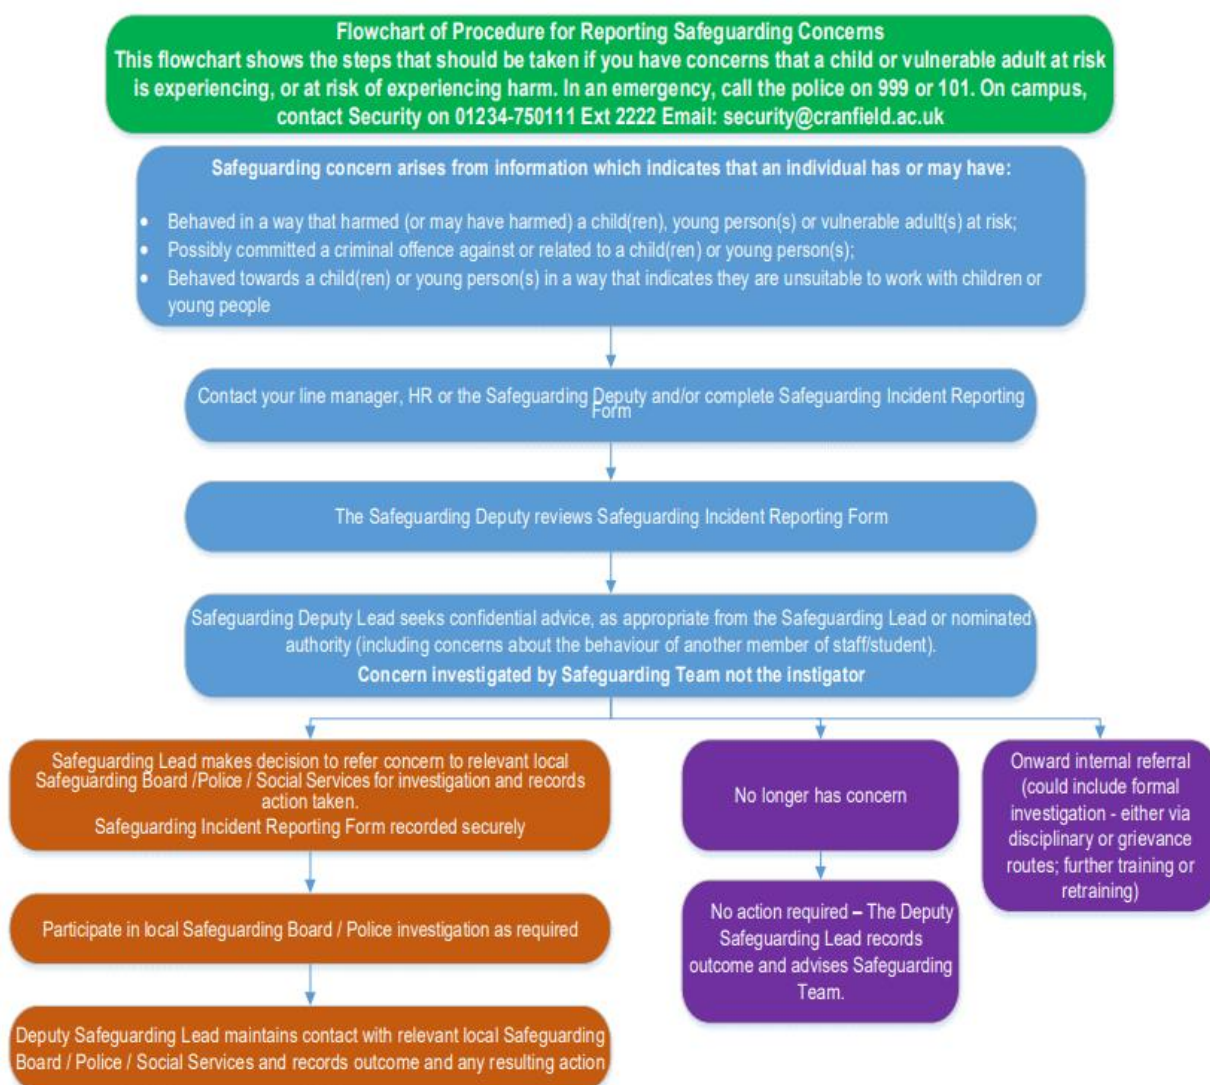 Flowchart of Procedure for Reporting Safeguarding Concerns
This flowchart shows the steps that should be taken if you have concerns that a child or vulnerable adult at risk
is experiencing, or at risk of experiencing harm. In an emergency, call the police on 999 or 101. On campus,
contact Security on 01234-750111 Ext 2222 Email: security@cranfield.ac.uk
Safeguarding concern arises from information which indicates that an individual has or may have:
• Behaved in a way that harmed (or may have harmed) a child(ren), young person(s) or vulnerable adult(s) at risk;
• Possibly committed a criminal offence against or related to a child(ren) or young person(s);
• Behaved towards a child(ren) or young person(s) in a way that indicates they are unsuitable to work with children or
young people
Contact your line manager, HR or the Safeguarding Deputy and/or complete Safeguarding Incident Reporting
Form
The Safeguarding Deputy reviews Safeguarding Incident Reporting Form
Safeguarding Deputy Lead seeks confidential advice, as appropriate from the Safeguarding Lead or nominated
authority (including concerns about the behaviour of another member of staff/student).
Concern investigated by Safeguarding Team not the instigator
Safeguarding Lead makes decision to refer concern to relevant local
Safeguarding Board /Police / Social Services for investigation and records
action taken.
Safeguarding Incident Reporting Form recorded securely
Participate in local Safeguarding Board / Police investigation as required
Deputy Safeguarding Lead maintains contact with relevant local Safeguarding
Board / Police / Social Services and records outcome and any resulting action
No longer has concern
No action required – The Deputy
Safeguarding Lead records
outcome and advises Safeguarding
Team.
Onward internal referral
(could include formal
investigation - either via
disciplinary or grievance
routes; further training or
retraining)